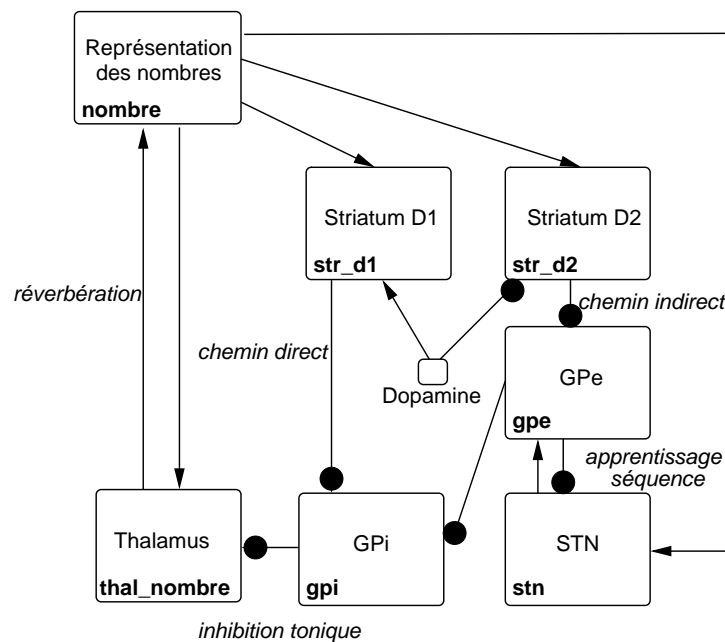 Représentation
des nombres
nombre
Striatum D1
str_d1
Striatum D2
str_d2
réverbération
chemin indirect
chemin direct
Dopamine
GPe
gpe
apprentissage
séquence
Thalamus
thal_nombre
GPi
gpi
STN
stn
inhibition tonique